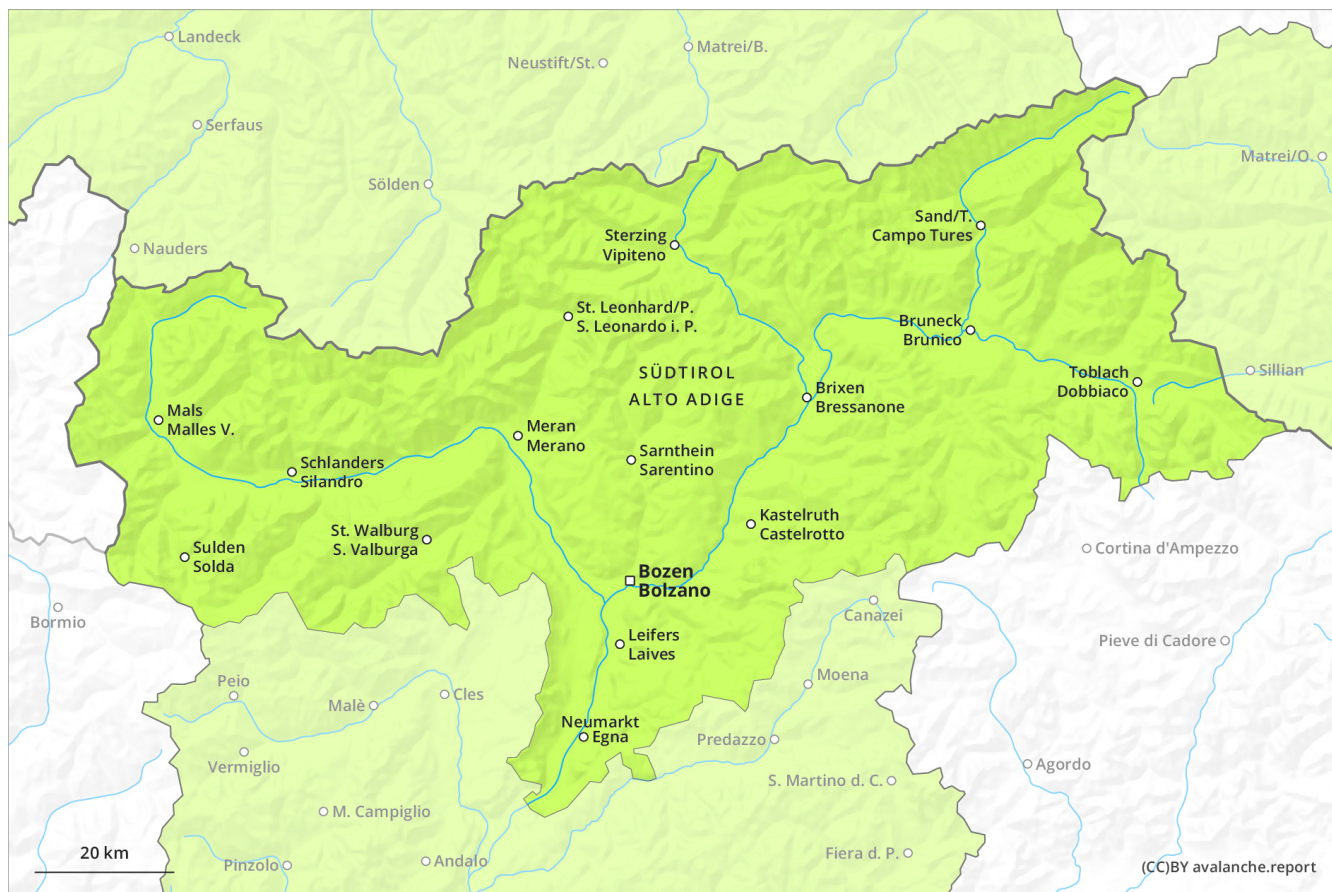 Landeck
Matrei/B.
Neustift/St.
Serfaus
Matrei/O.
Sölden
Sand/T.
Campo Tures
Sterzing
Vipiteno
Nauders
St. Leonhard/P.
S. Leonardo i. P.
Bruneck
Brunico
SÜDTIROL
ALTO ADIGE
Toblach
Dobbiaco
Sillian
Brixen
Bressanone
Mals
Malles V.
Meran
Merano
Sarnthein
Sarentino
Schlanders
Silandro
Kastelruth
Castelrotto
St. Walburg
S. Valburga
Sulden
Solda
Cortina d'Ampezzo
Bozen
Bolzano
Bormio
Canazei
Leifers
Laives
Pieve di Cadore
Peio
Moena
Cles
Malè
Neumarkt
Egna
Predazzo
Vermiglio
Agordo
S. Martino d. C.
M. Campiglio
20 km
Pinzolo
Andalo
Fiera d. P.
(CC)BY avalanche.report